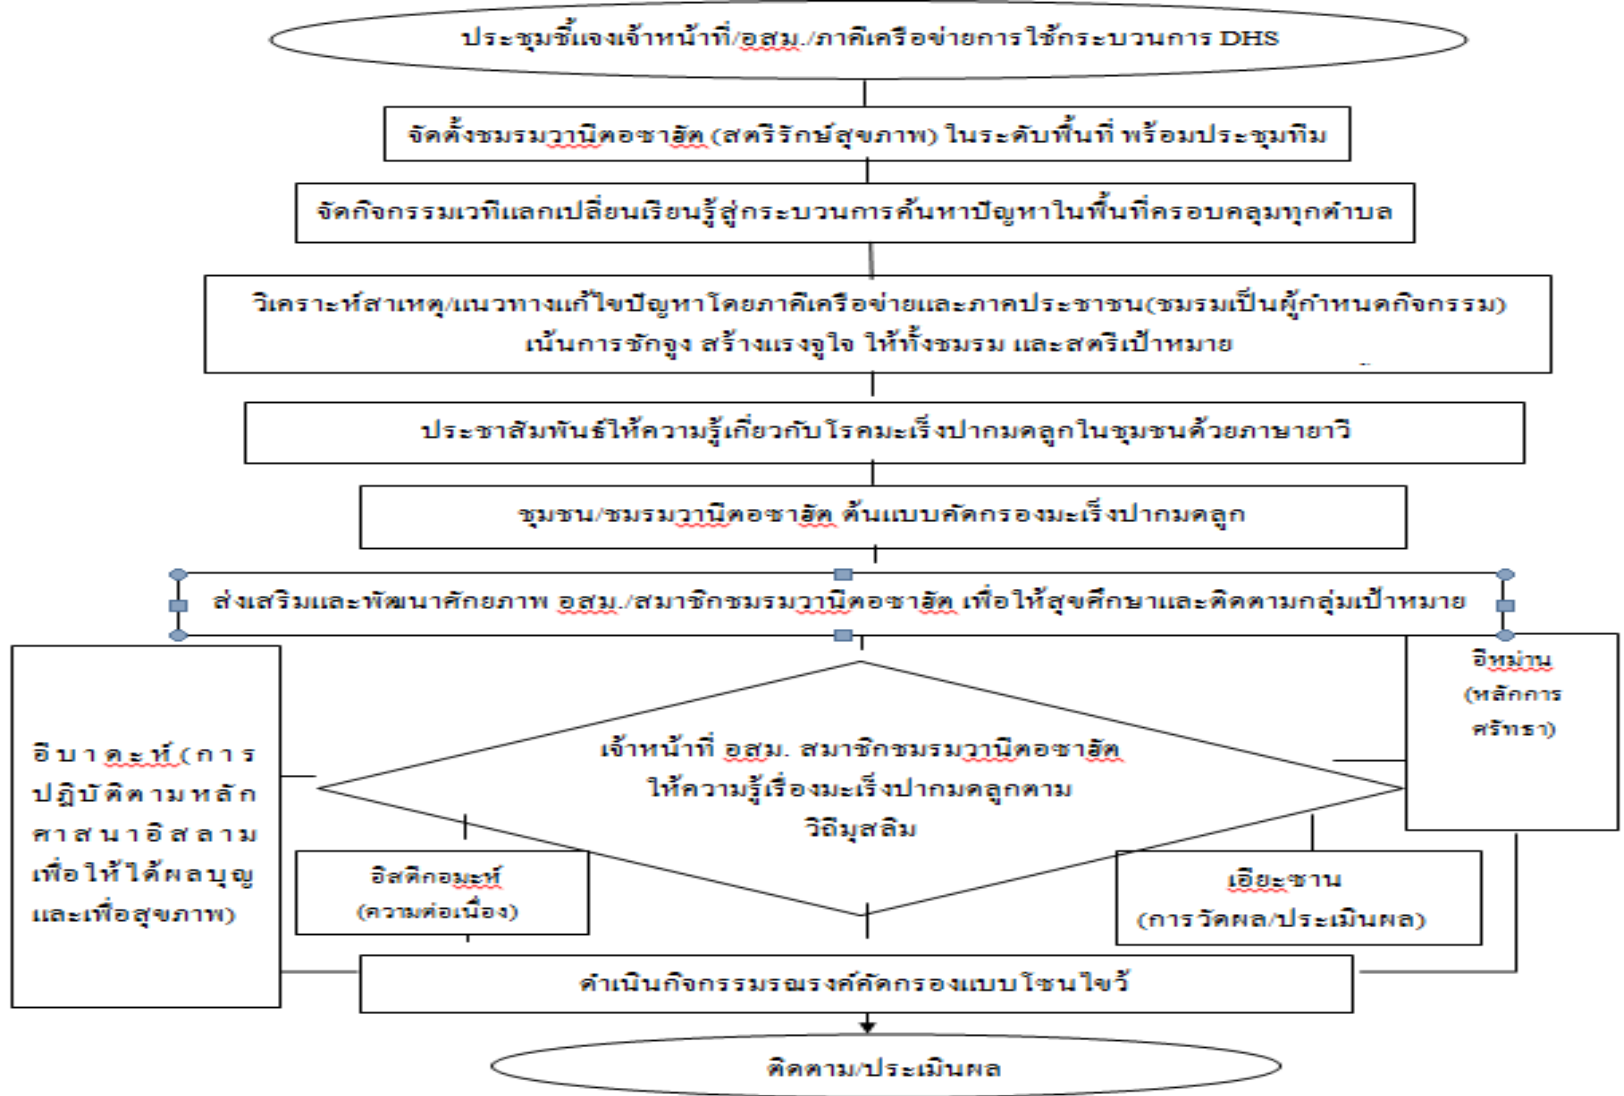 ประชุมชี้แจงเจ้าหน้าที่/อสม./ภาคีเครือข่ายการใช้กระบวนการ DHS
จัดตั้งชมรมวานีตอซาฮัต (สตรีรักษ์สุขภาพ) ในระดับพื้นที่ พร้อมประชุมทีม
จัดกิจกรรมเวทีแลกเปลี่ยนเรียนรู้สู่กระบวนการค้นหาปัญหาในพื้นที่ครอบคลุมทุกตำบล
วิเคราะห์สาเหตุ/แนวทางแก้ไขปัญหาโดยภาคีเครือข่ายและภาคประชาชน(ชมรมเป็นผู้กำหนดกิจกรรม)
เน้นการชักจูง สร้างแรงจูงใจ ให้ทั้งชมรม และสตรีเป้าหมาย
ประชาสัมพันธ์ให้ความรู้เกี่ยวกับโรคมะเร็งปากมดลูกในชุมชนด้วยภาษายาวี
ชุมชน/ชมรมวานีตอซาฮัต ต้นแบบคัดกรองมะเร็งปากมดลูก
ส่งเสริมและพัฒนาศักยภาพ อสม./สมาชิกชมรมวานีตอซาฮัต เพื่อให้สุขศึกษาและติดตามกลุ่มเป้าหมาย
อีหม่าน
(หลักการ
ศรัทธา)
อีบาดะห์ (การ
ปฏิบัติตามหลัก
ศาสนาอิสลาม
เพื่อให้ได้ผลบุญ
และเพื่อสุขภาพ)
เจ้าหน้าที่ อสม. สมาชิกชมรมวานีตอซาฮัต
ให้ความรู้เรื่องมะเร็งปากมดลูกตาม
วิถีมุสลิม
อิสตีกอมะห์
(ความต่อเนื่อง)
เอียะซาน
(การวัดผล/ประเมินผล)
ดำเนินกิจกรรมรณรงค์คัดกรองแบบโซนไขว้
ติดตาม/ประเมินผล